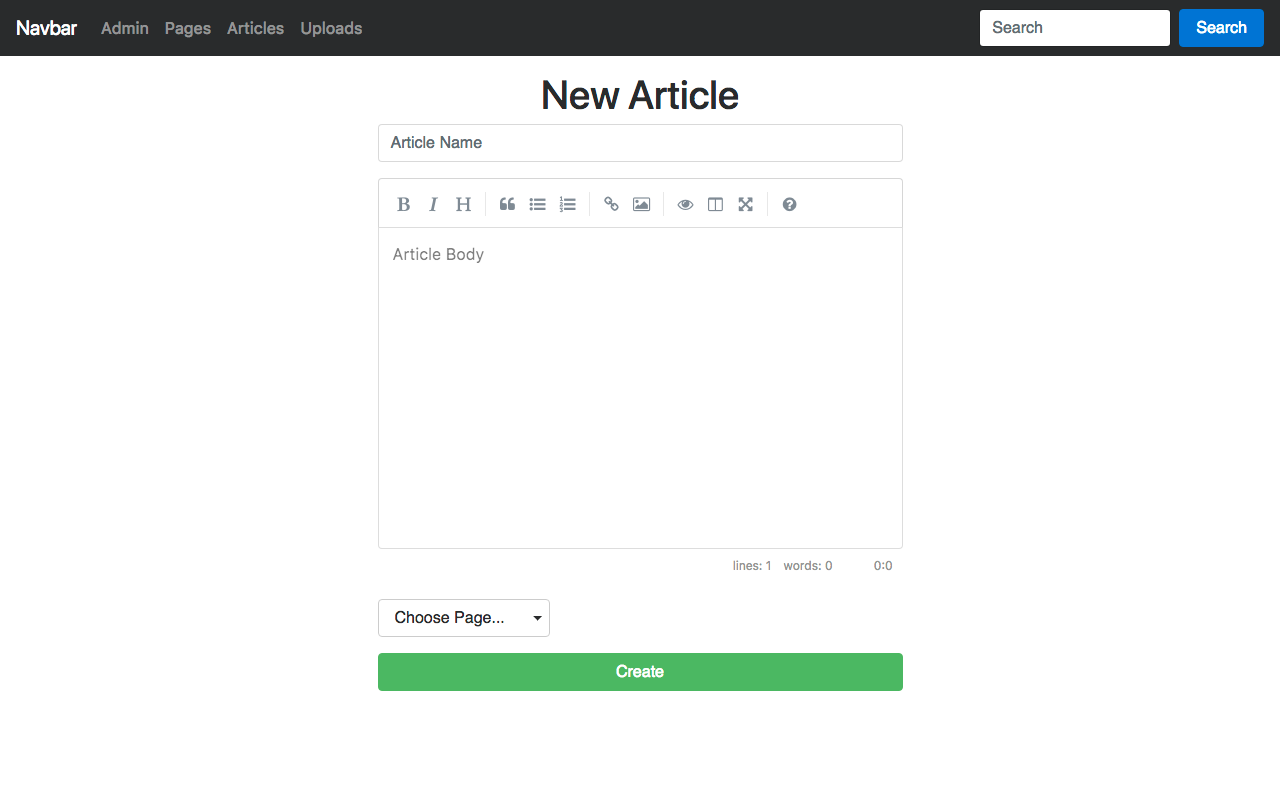 Navbar Admin Pages Articles Uploads Search Search
New Article
Article Name
B I H
Article Body
lines: 1 words: 0 0:0
Choose Page...
Create